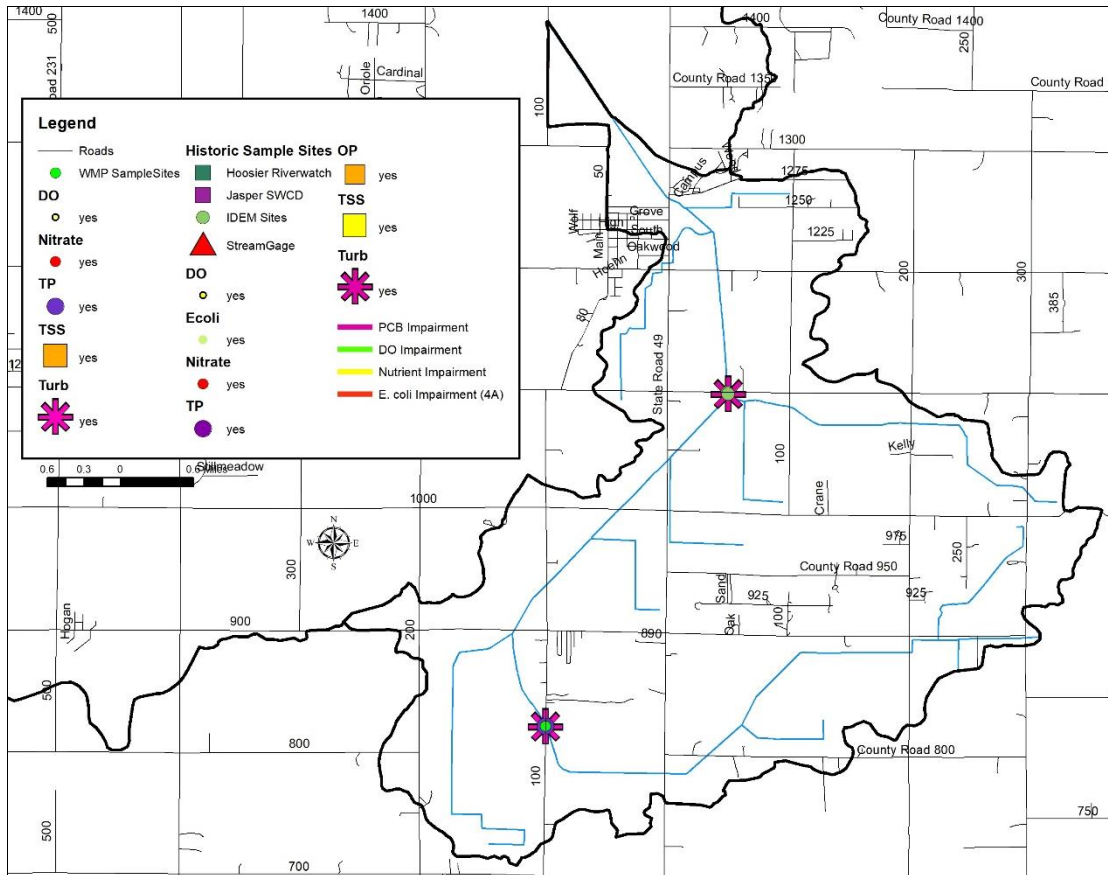 1400
500
oad 231
Oriole
Cardinal
100
1400
County Road 1400
250
County Road 1350
County Road
1300
Campus
1275
1250
1225
50
Grove
Wolf
High
South
Main
Oakwood
Hoehn
80
200
300
385
State Road 49
12
Legend
Roads
WMP SampleSites
DO
yes
Nitrate
yes
TP
yes
TSS
yes
Turb
yes
Historic Sample Sites
Hoosier Riverwatch
Jasper SWCD
IDEM Sites
StreamGage
DO
yes
Ecoli
yes
Nitrate
yes
TP
yes
OP
yes
TSS
yes
Turb
yes
PCB Impairment
DO Impairment
Nutrient Impairment
E. coli Impairment (4A)
Stillmeadow
0.6 0.3 0 0.6 Miles
1000
100
Kelly
Crane
N
W E
S
300
975
250
County Road 950
Sand
925
925
Oak
100
890
Hogan
900
200
500
800
100
County Road 800
750
500
700